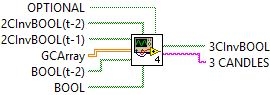 OPTIONAL
2CInvBOOL(t-2)
2CInvBOOL(t-1)
GCArray
BOOL(t-2)
BOOL
4
3CInvBOOL
3 CANDLES